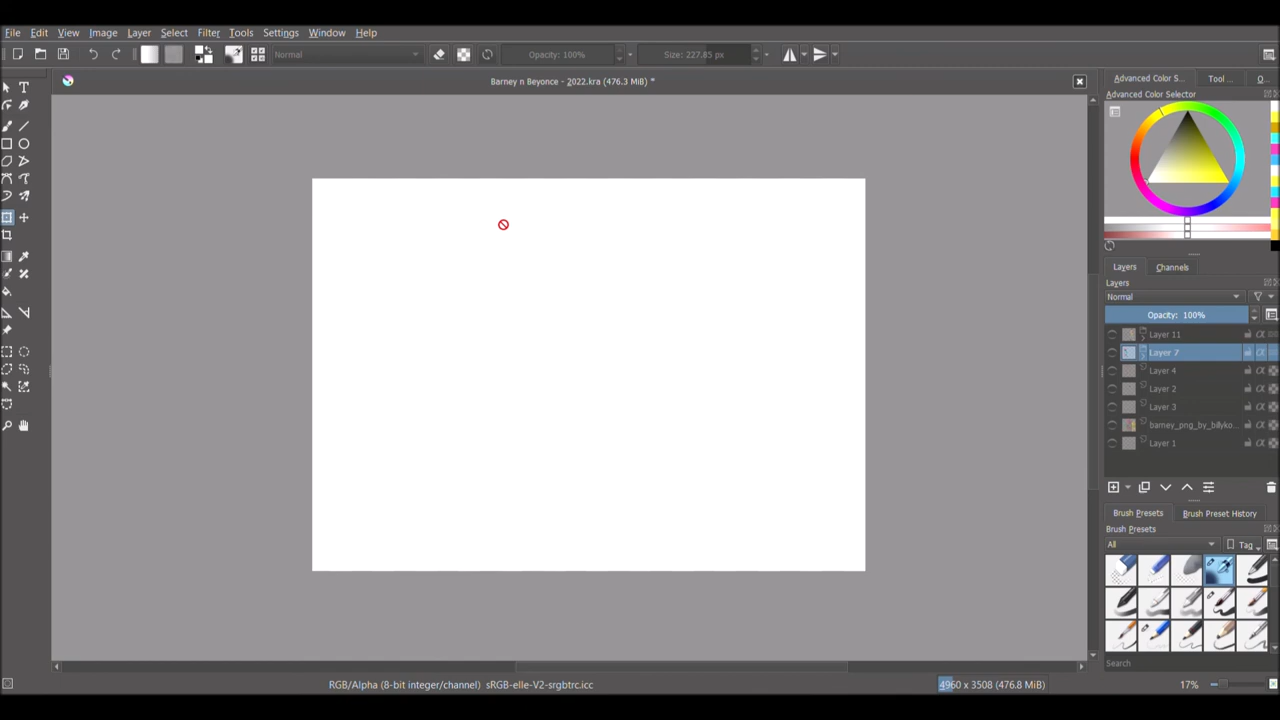 File Edit View Image Layer Select Filter Tools Settings Window Help
Normal Opacity: 100% Size: 227.85 px
Barney n Beyonce - 2022.kra (476.3 MiB) *
Advanced Color S... Tool ... O...
Advanced Color Selector
Layers Channels
Layers
Normal
Opacity: 100%
Layer 11
Layer 7
Layer 4
Layer 2
Layer 3
barney_png_by_billyko...
Layer 1
Brush Presets Brush Preset History
Brush Presets
All Tag
Search
RGB/Alpha (8-bit integer/channel) sRGB-elle-V2-srgbtrc.icc 4960 x 3508 (476.8 MiB) 17%